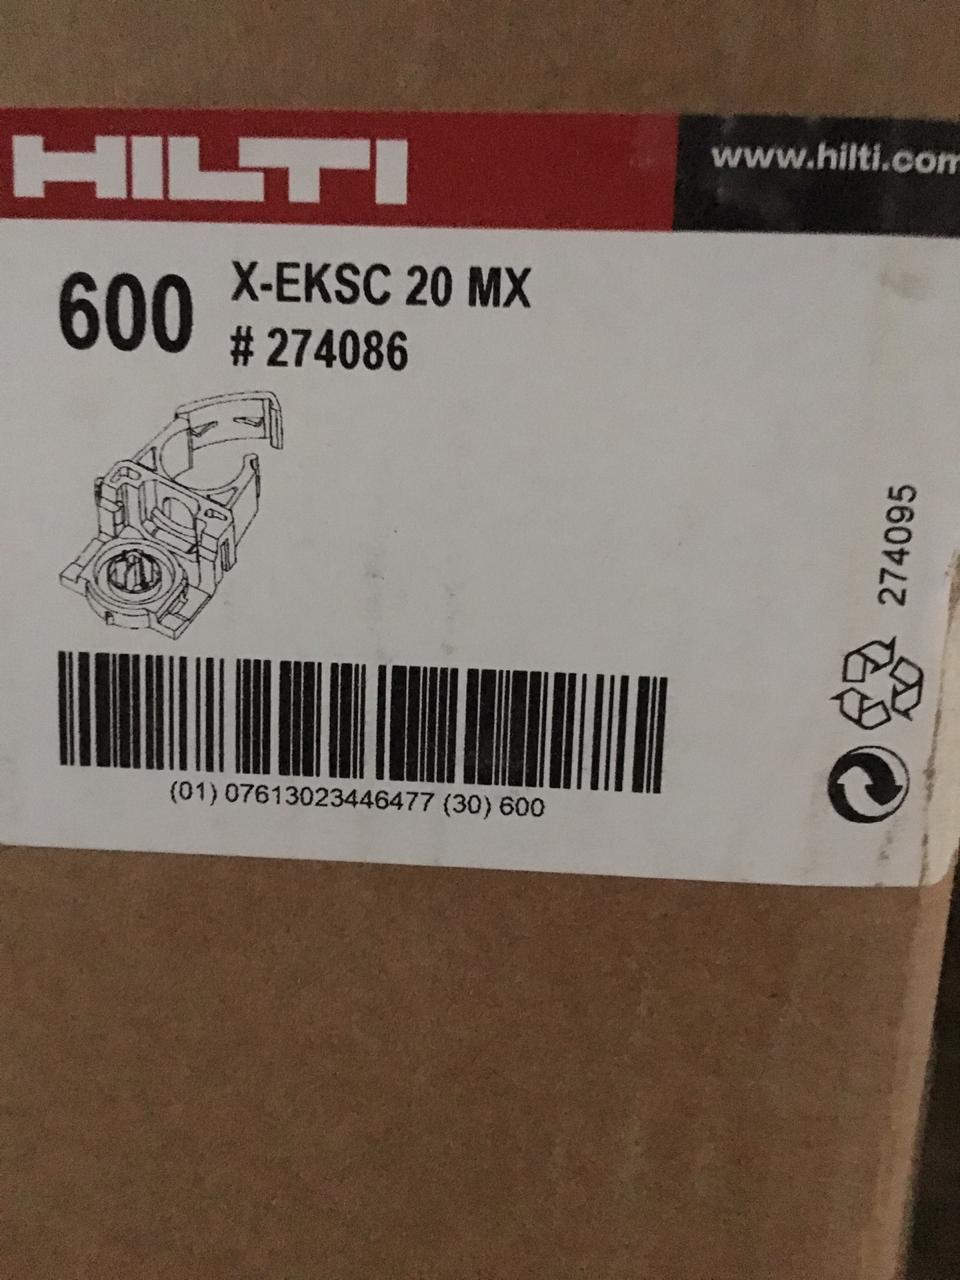 HILTI
www.hilti.com
600
X-EKSC 20 MX
# 274086
274095
(01) 07613023446477 (30) 600